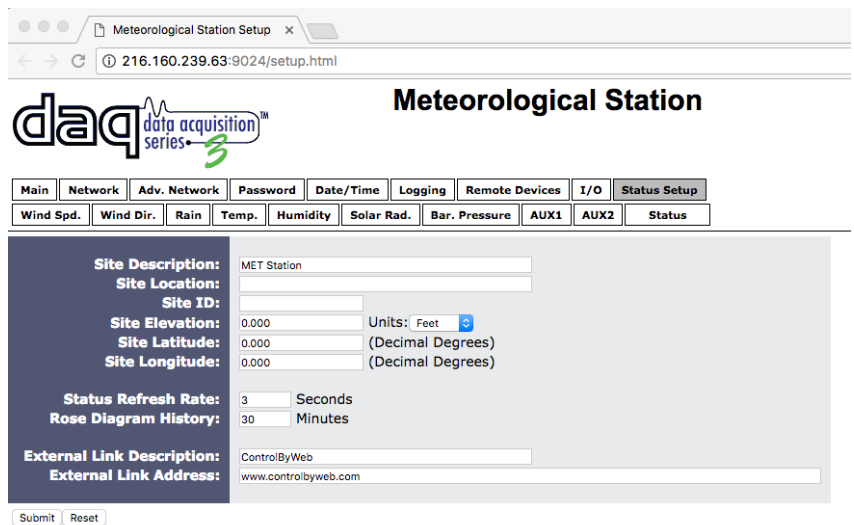 Meteorological Station Setup
216.160.239.63:9024/setup.html
daq data acquisition series 3 ™
Meteorological Station
Main Network Adv. Network Password Date/Time Logging Remote Devices I/O Status Setup
Wind Spd. Wind Dir. Rain Temp. Humidity Solar Rad. Bar. Pressure AUX1 AUX2 Status
Site Description: MET Station
Site Location:
Site ID:
Site Elevation: 0.000 Units: Feet
Site Latitude: 0.000 (Decimal Degrees)
Site Longitude: 0.000 (Decimal Degrees)
Status Refresh Rate: 3 Seconds
Rose Diagram History: 30 Minutes
External Link Description: ControlByWeb
External Link Address: www.controlbyweb.com
Submit Reset